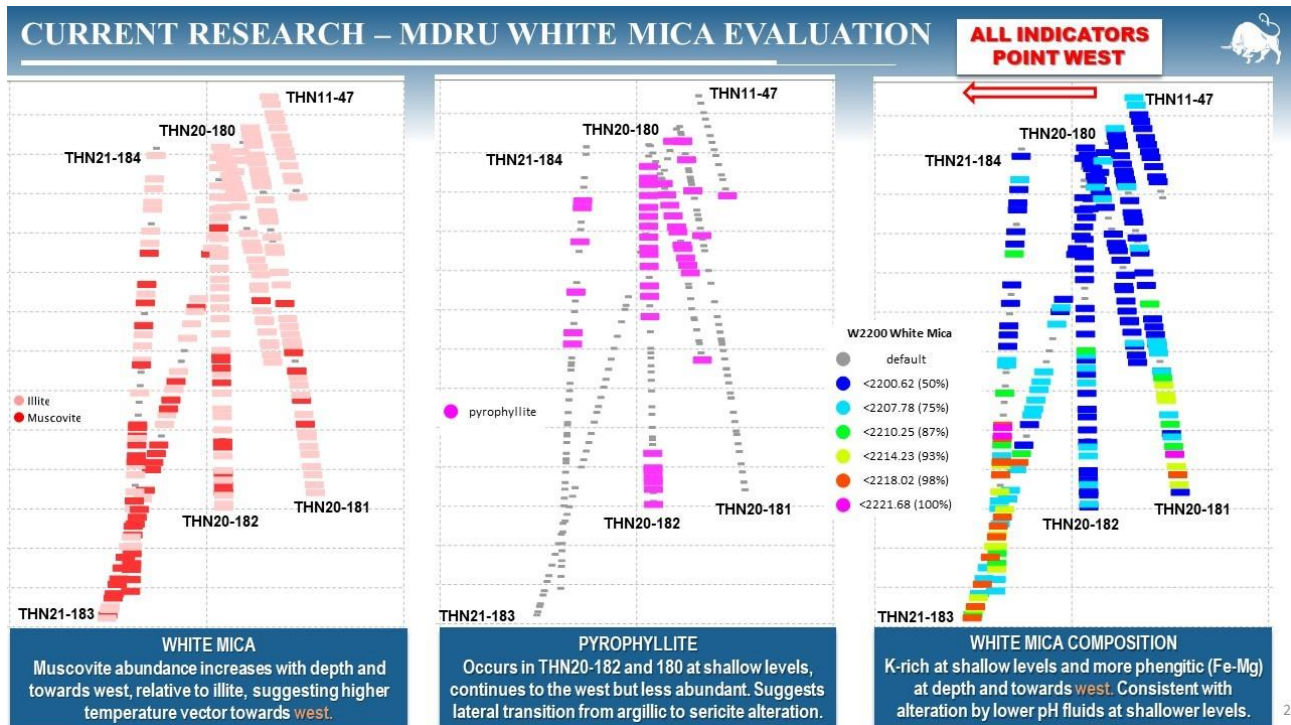 CURRENT RESEARCH – MDRU WHITE MICA EVALUATION
ALL INDICATORS
POINT WEST
THN11-47
THN20-180
THN21-184
Illite
Muscovite
THN20-181
THN20-182
THN21-183
WHITE MICA
Muscovite abundance increases with depth and
towards west, relative to illite, suggesting higher
temperature vector towards west.
THN11-47
THN20-180
THN21-184
pyrophyllite
THN20-181
THN20-182
THN21-183
PYROPHYLLITE
Occurs in THN20-182 and 180 at shallow levels,
continues to the west but less abundant. Suggests
lateral transition from argillic to sericite alteration.
THN11-47
THN20-180
THN21-184
W2200 White Mica
default
<2200.62 (50%)
<2207.78 (75%)
<2210.25 (87%)
<2214.23 (93%)
<2218.02 (98%)
<2221.68 (100%)
THN20-181
THN20-182
THN21-183
WHITE MICA COMPOSITION
K-rich at shallow levels and more phengitic (Fe-Mg)
at depth and towards west. Consistent with
alteration by lower pH fluids at shallower levels.
2